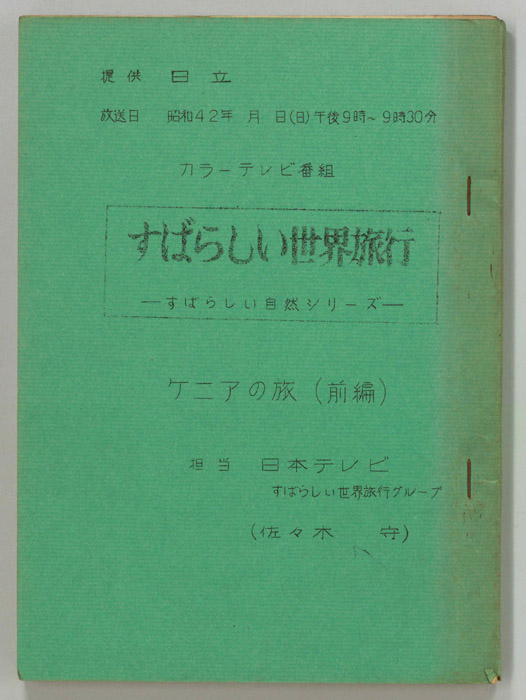 提供 日立
放送日 昭和42年 月 日(日)午後9時~9時30分
カラーテレビ番組
すばらしい世界旅行
―すばらしい自然シリーズ―
ケニアの旅(前編)
担当 日本テレビ
すばらしい世界旅行グループ
(佐々木 守)